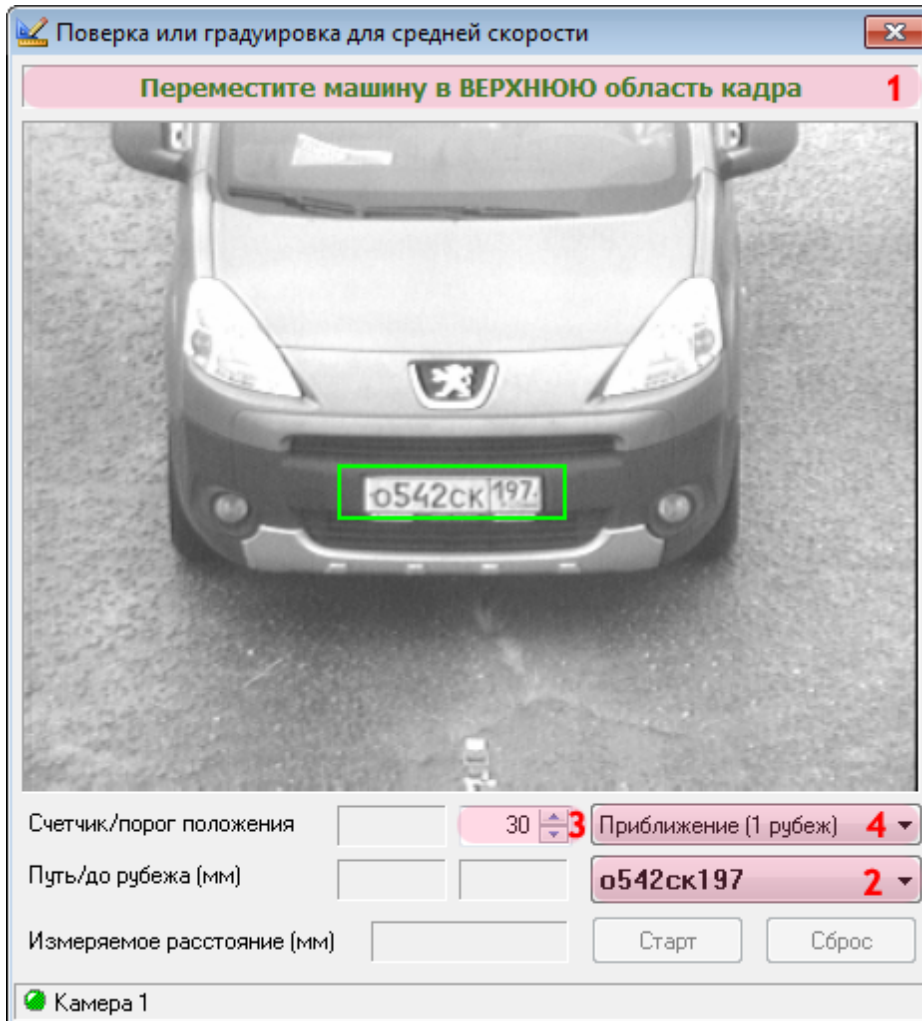 Поверка или градуировка для средней скорости
Переместите машину в ВЕРХНЮЮ область кадра 1
о542ск 197
Счетчик/порог положения 30 3 Приближение (1 рубеж) 4
Путь/до рубежа (мм) о542ск197 2
Измеряемое расстояние (мм) Старт Сброс
Камера 1